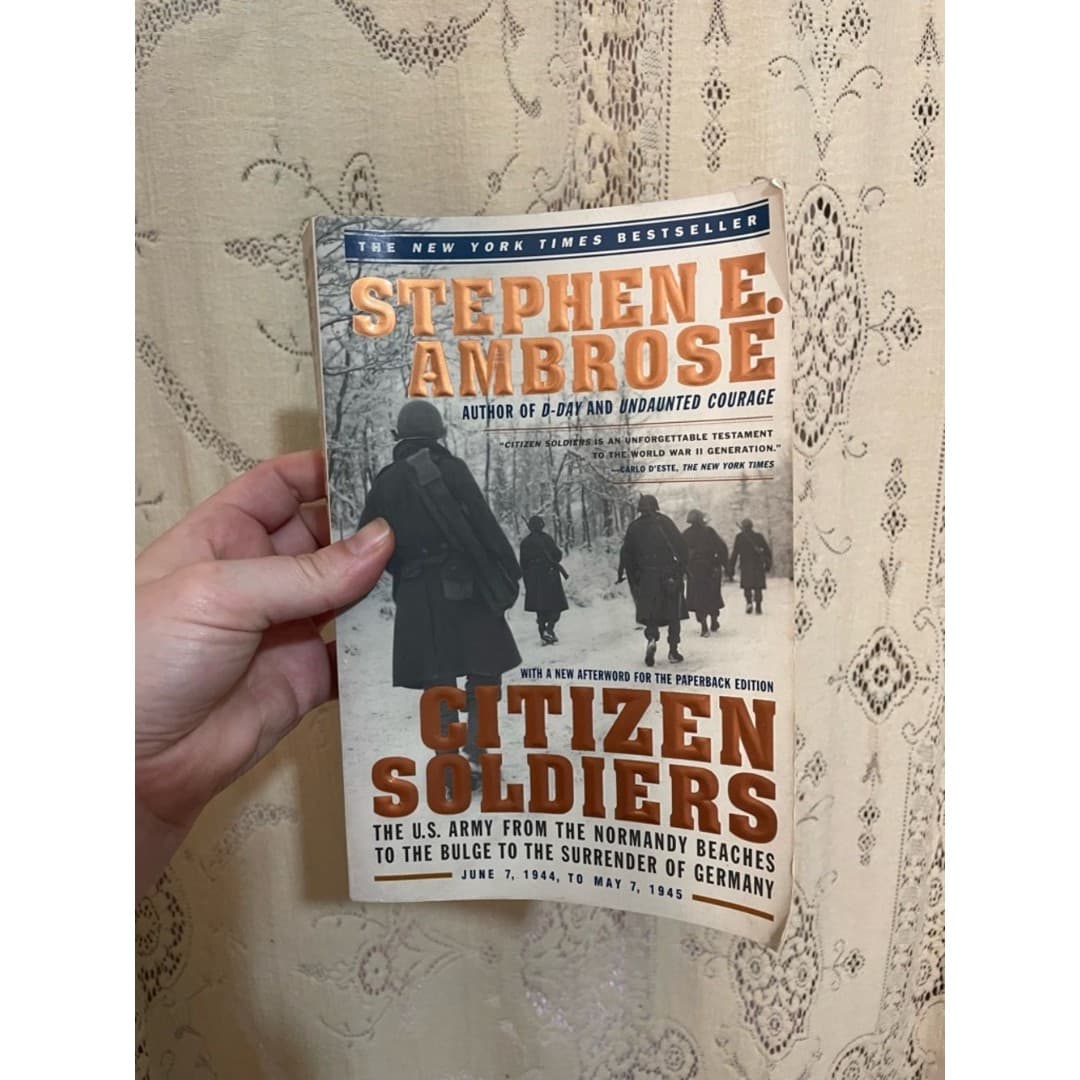 THE NEW YORK TIMES BESTSELLER
STEPHEN E.
AMBROSE
AUTHOR OF D-DAY AND UNDAUNTED COURAGE
"CITIZEN SOLDIERS IS AN UNFORGETTABLE TESTAMENT
TO THE WORLD WAR II GENERATION."
—CARLO D'ESTE, THE NEW YORK TIMES
WITH A NEW AFTERWORD FOR THE PAPERBACK EDITION
CITIZEN
SOLDIERS
THE U.S. ARMY FROM THE NORMANDY BEACHES
TO THE BULGE TO THE SURRENDER OF GERMANY
JUNE 7, 1944, TO MAY 7, 1945